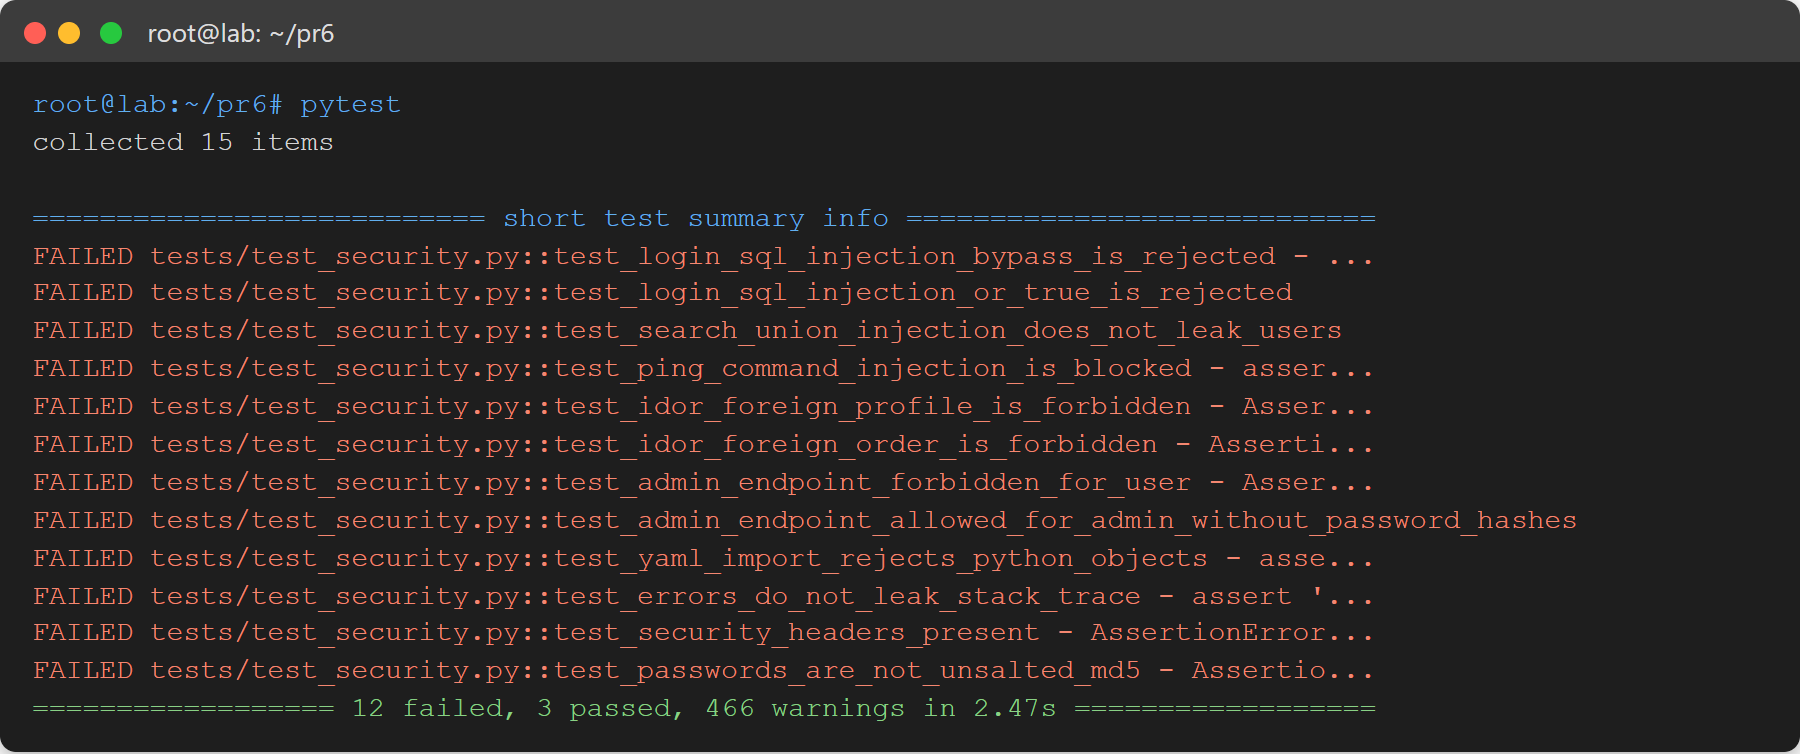 root@lab: ~/pr6
root@lab:~/pr6# pytest
collected 15 items
=========================== short test summary info ============================
FAILED tests/test_security.py::test_login_sql_injection_bypass_is_rejected - ...
FAILED tests/test_security.py::test_login_sql_injection_or_true_is_rejected
FAILED tests/test_security.py::test_search_union_injection_does_not_leak_users
FAILED tests/test_security.py::test_ping_command_injection_is_blocked - asser...
FAILED tests/test_security.py::test_idor_foreign_profile_is_forbidden - Asser...
FAILED tests/test_security.py::test_idor_foreign_order_is_forbidden - Asserti...
FAILED tests/test_security.py::test_admin_endpoint_forbidden_for_user - Asser...
FAILED tests/test_security.py::test_admin_endpoint_allowed_for_admin_without_password_hashes
FAILED tests/test_security.py::test_yaml_import_rejects_python_objects - asse...
FAILED tests/test_security.py::test_errors_do_not_leak_stack_trace - assert '...
FAILED tests/test_security.py::test_security_headers_present - AssertionError...
FAILED tests/test_security.py::test_passwords_are_not_unsalted_md5 - Assertio...
================== 12 failed, 3 passed, 466 warnings in 2.47s ==================